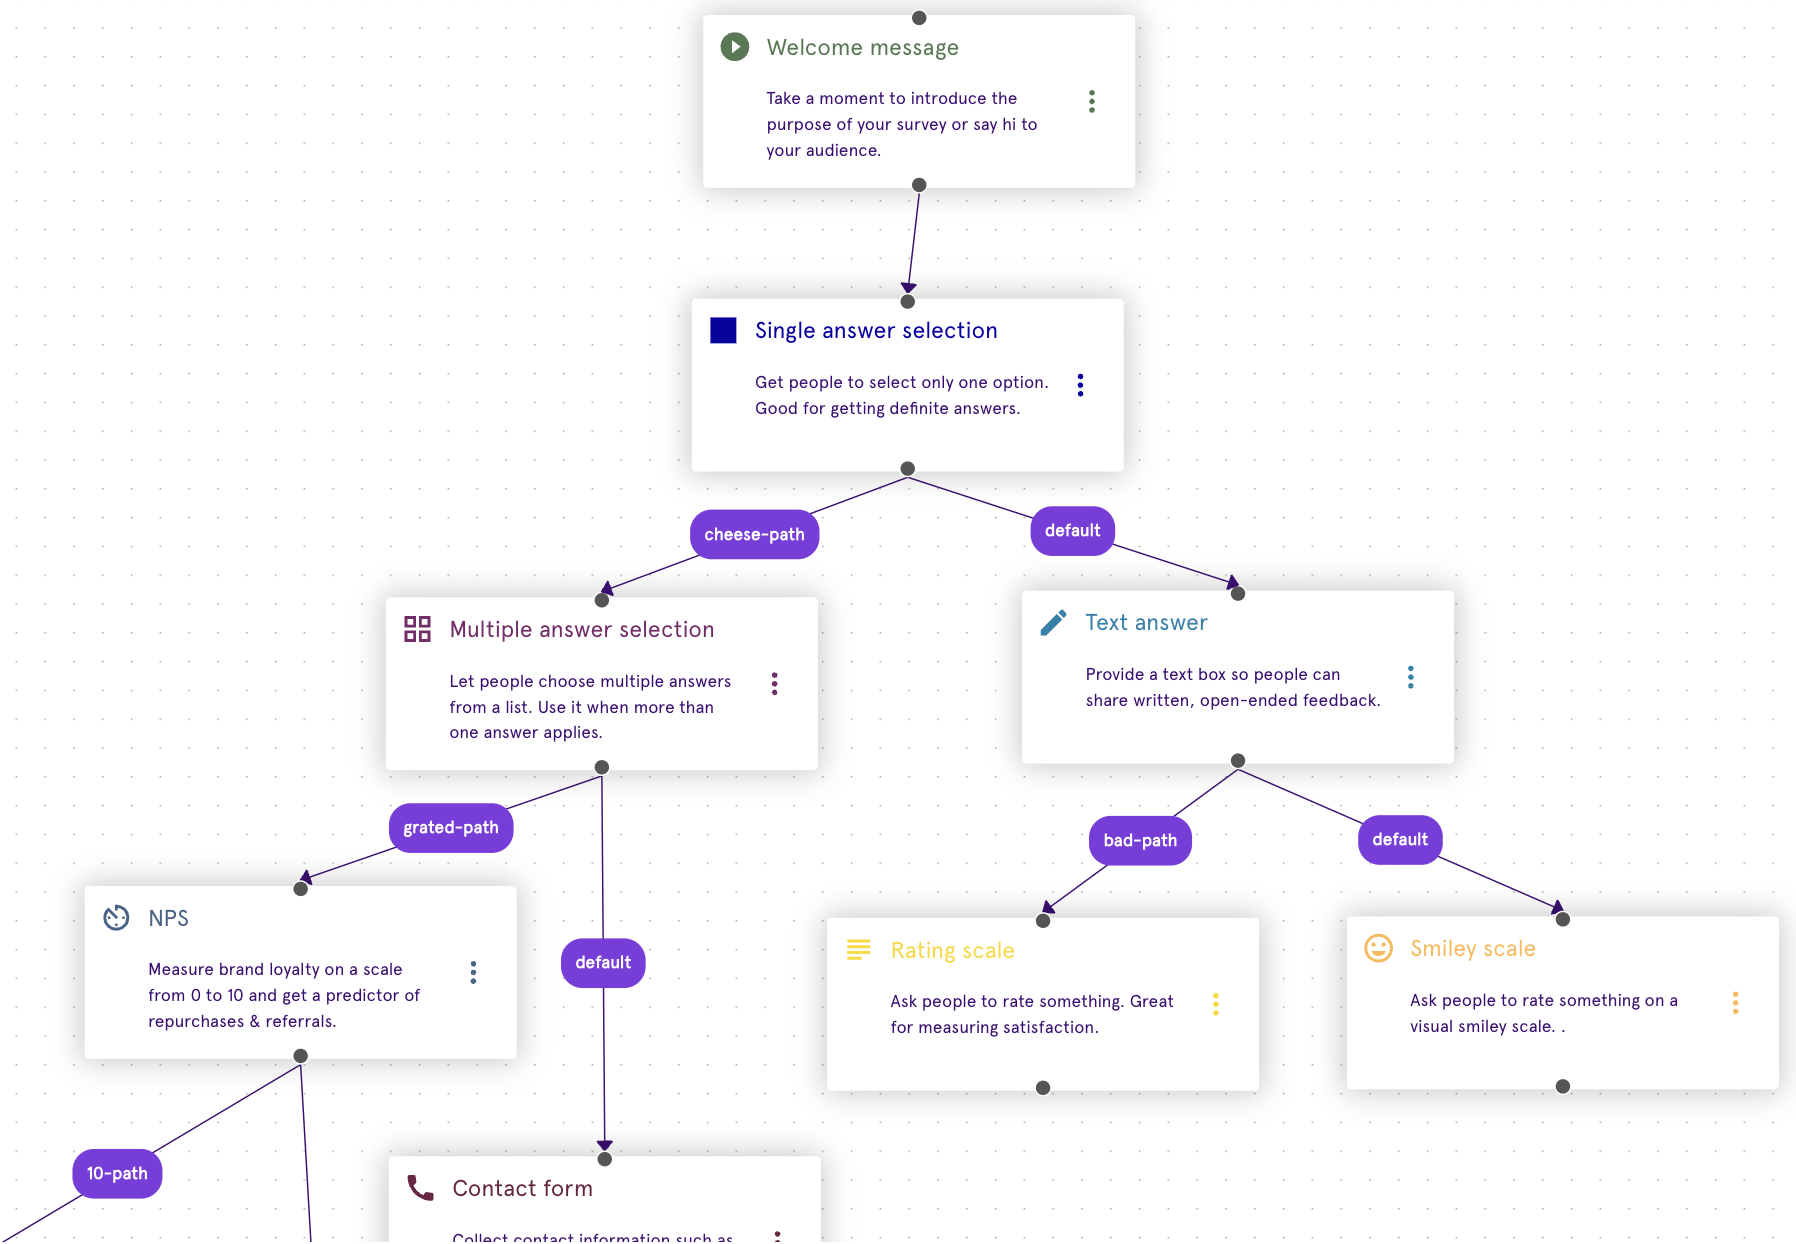 Welcome message
Take a moment to introduce the
purpose of your survey or say hi to
your audience.
Single answer selection
Get people to select only one option.
Good for getting definite answers.
cheese-path
default
Multiple answer selection
Let people choose multiple answers
from a list. Use it when more than
one answer applies.
Text answer
Provide a text box so people can
share written, open-ended feedback.
grated-path
default
bad-path
default
NPS
Measure brand loyalty on a scale
from 0 to 10 and get a predictor of
repurchases & referrals.
Rating scale
Ask people to rate something. Great
for measuring satisfaction.
Smiley scale
Ask people to rate something on a
visual smiley scale. .
10-path
Contact form
Collect contact information such as